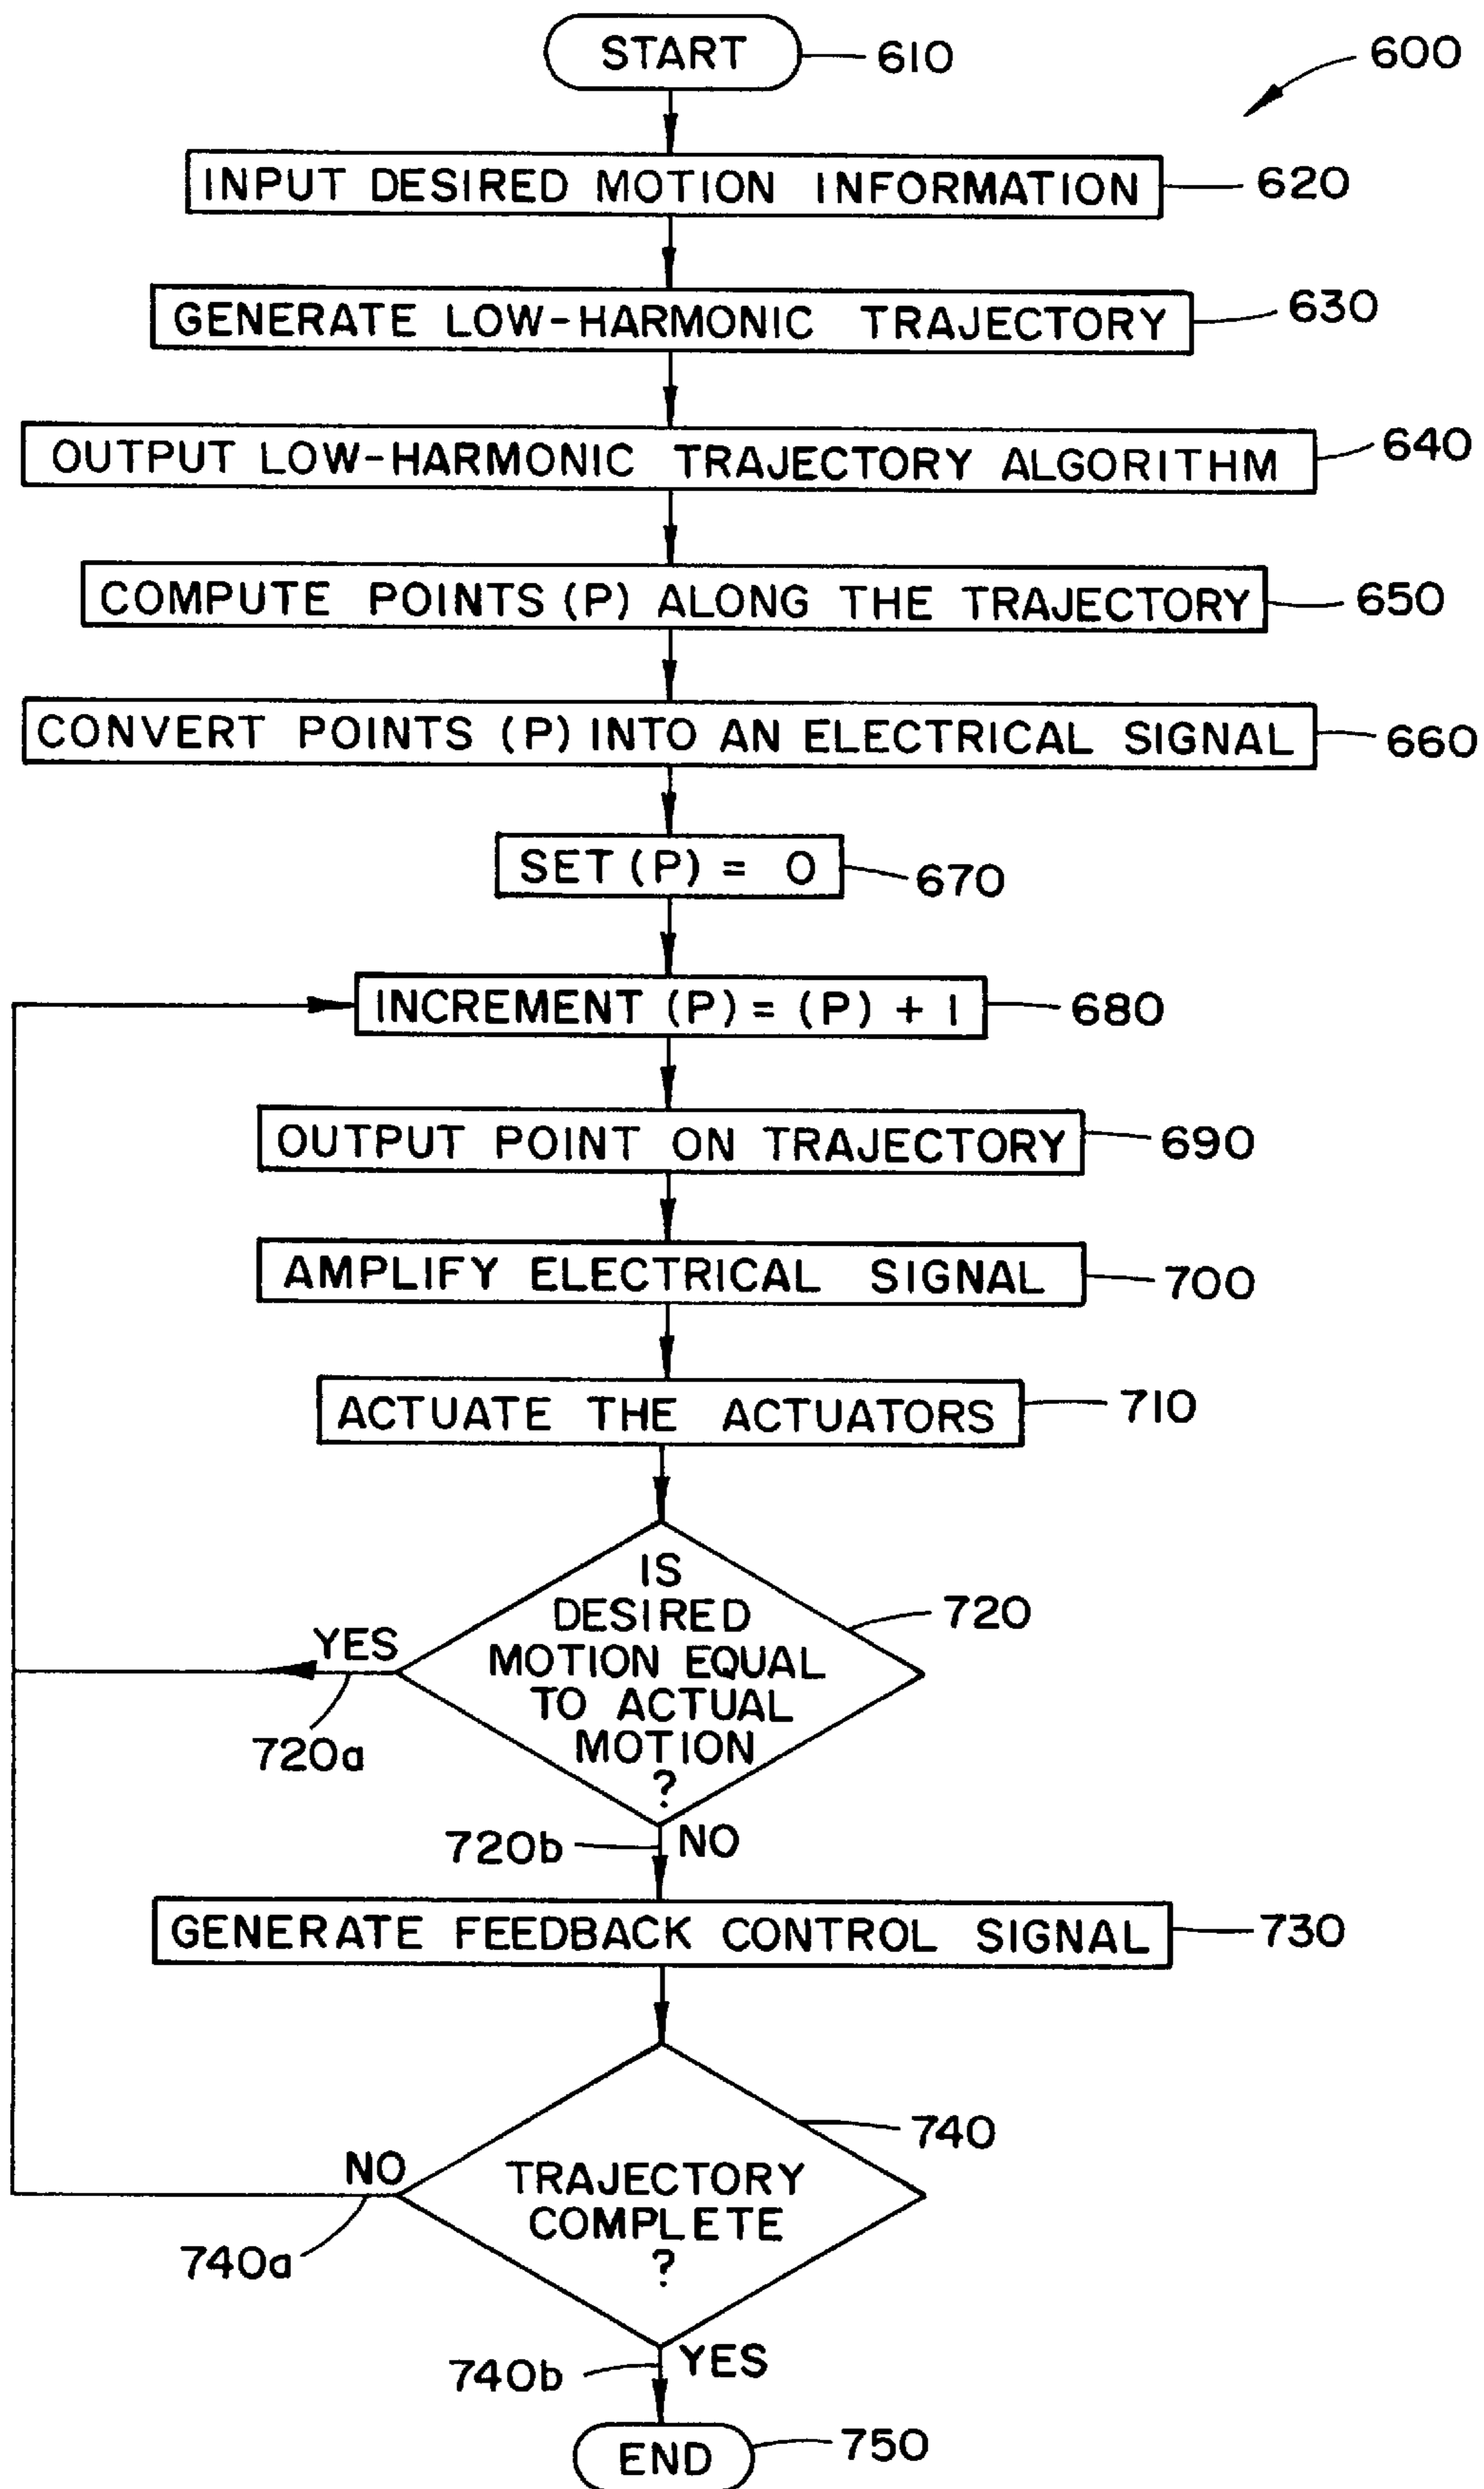 START
610
600
INPUT DESIRED MOTION INFORMATION
620
GENERATE LOW-HARMONIC TRAJECTORY
630
OUTPUT LOW-HARMONIC TRAJECTORY ALGORITHM
640
COMPUTE POINTS (P) ALONG THE TRAJECTORY
650
CONVERT POINTS (P) INTO AN ELECTRICAL SIGNAL
660
SET (P) = 0
670
INCREMENT (P) = (P) + 1
680
OUTPUT POINT ON TRAJECTORY
690
AMPLIFY ELECTRICAL SIGNAL
700
ACTUATE THE ACTUATORS
710
IS
DESIRED
MOTION EQUAL
TO ACTUAL
MOTION
?
720
YES
720a
720b
NO
GENERATE FEEDBACK CONTROL SIGNAL
730
740
NO
TRAJECTORY
COMPLETE
?
740a
740b
YES
END
750